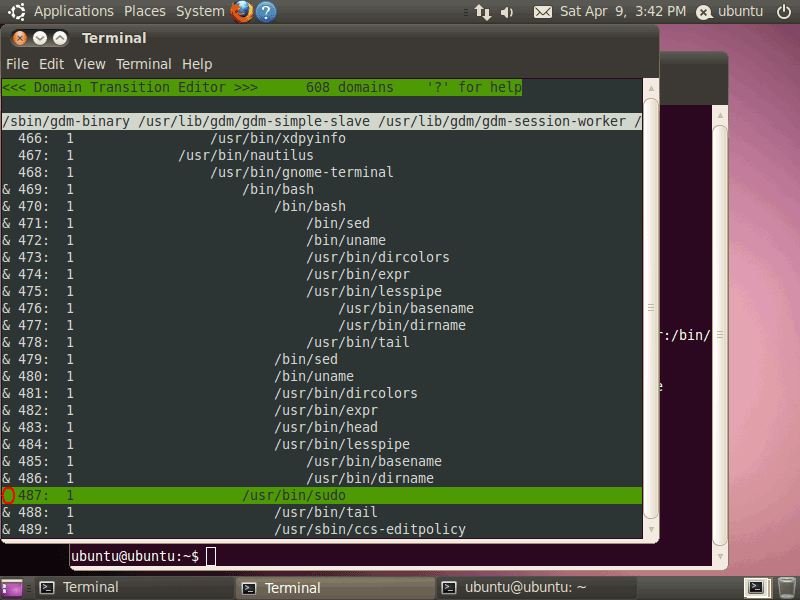 Applications Places System Sat Apr 9, 3:42 PM ubuntu
Terminal
File Edit View Terminal Help
<<< Domain Transition Editor >>> 608 domains '?' for help
/sbin/gdm-binary /usr/lib/gdm/gdm-simple-slave /usr/lib/gdm/gdm-session-worker /
466: 1 /usr/bin/xdpyinfo
467: 1 /usr/bin/nautilus
468: 1 /usr/bin/gnome-terminal
& 469: 1 /bin/bash
& 470: 1 /bin/bash
& 471: 1 /bin/sed
& 472: 1 /bin/uname
& 473: 1 /usr/bin/dircolors
& 474: 1 /usr/bin/expr
& 475: 1 /usr/bin/lesspipe
& 476: 1 /usr/bin/basename
& 477: 1 /usr/bin/dirname
& 478: 1 /usr/bin/tail
& 479: 1 /bin/sed
& 480: 1 /bin/uname
& 481: 1 /usr/bin/dircolors
& 482: 1 /usr/bin/expr
& 483: 1 /usr/bin/head
& 484: 1 /usr/bin/lesspipe
& 485: 1 /usr/bin/basename
& 486: 1 /usr/bin/dirname
487: 1 /usr/bin/sudo
& 488: 1 /usr/bin/tail
& 489: 1 /usr/sbin/ccs-editpolicy
r:/bin/
e
ubuntu@ubuntu:~$
Terminal Terminal ubuntu@ubuntu: ~